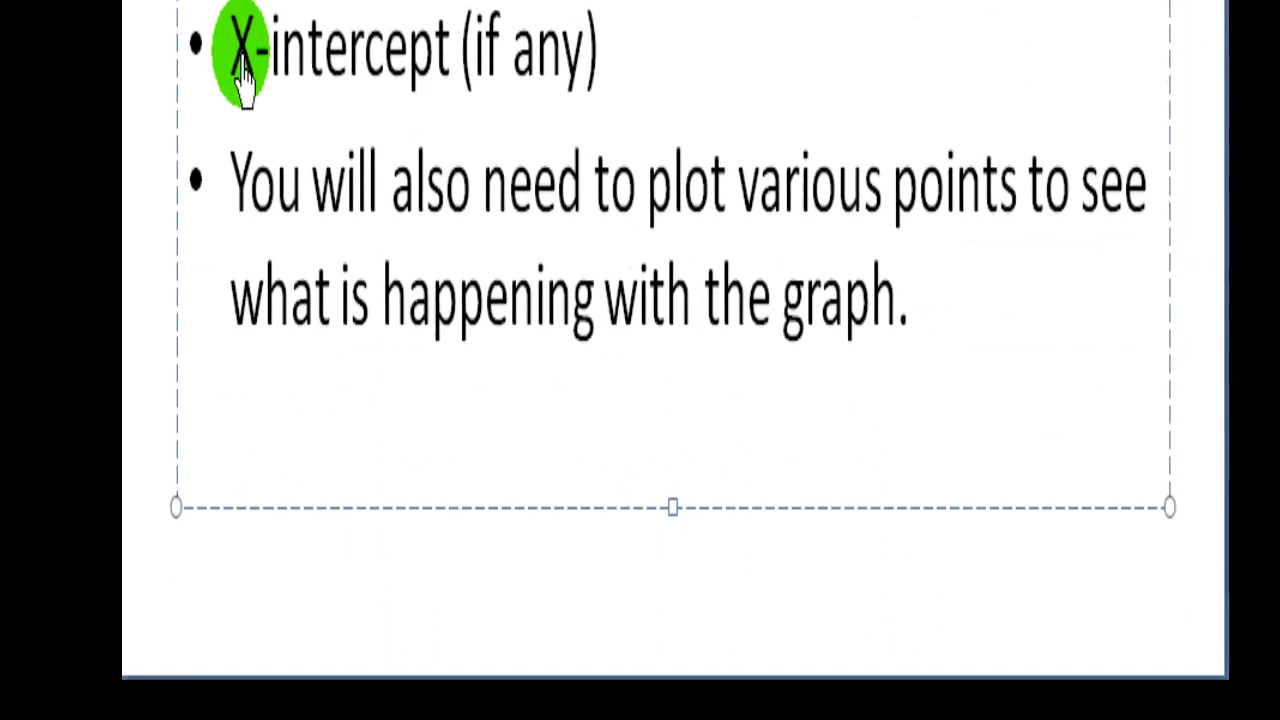 • X-intercept (if any)
• You will also need to plot various points to see
what is happening with the graph.